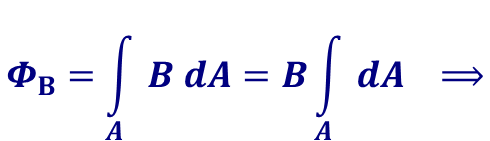 Φ_B = ∫_A B dA = B ∫_A dA ⟹